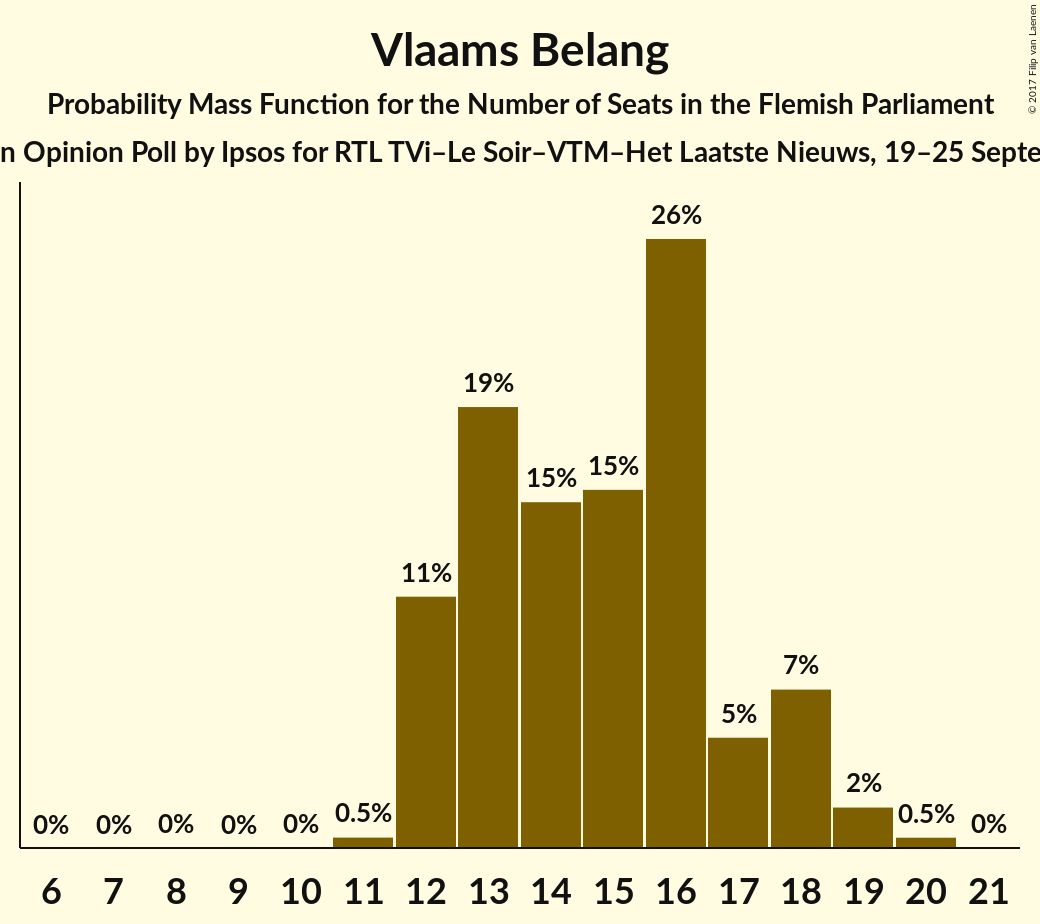 Vlaams Belang
Probability Mass Function for the Number of Seats in the Flemish Parliament
n Opinion Poll by Ipsos for RTL TVi–Le Soir–VTM–Het Laatste Nieuws, 19–25 Septe
© 2017 Filip van Laenen
26%
19%
15%
15%
11%
7%
5%
2%
0.5%
0.5%
0% 0% 0% 0% 0% 0%
6 7 8 9 10 11 12 13 14 15 16 17 18 19 20 21